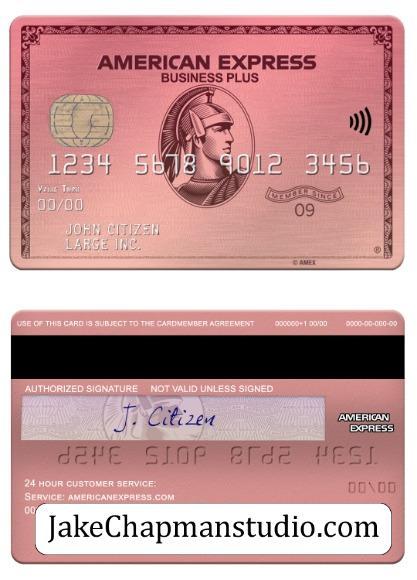 AMERICAN EXPRESS
BUSINESS PLUS
1234 5678 9012 3456
VALID THRU
00/00
MEMBER SINCE
09
JOHN CITIZEN
LARGE INC.
®
© AMEX
USE OF THIS CARD IS SUBJECT TO THE CARDMEMBER AGREEMENT 000000+1 00/00 0000-00-000-00
AUTHORIZED SIGNATURE NOT VALID UNLESS SIGNED
J. Citizen
AMERICAN
EXPRESS
1234 5678 9012 3456
24 HOUR CUSTOMER SERVICE:
00/00
SERVICE: AMERICANEXPRESS.COM
JakeChapmanstudio.com